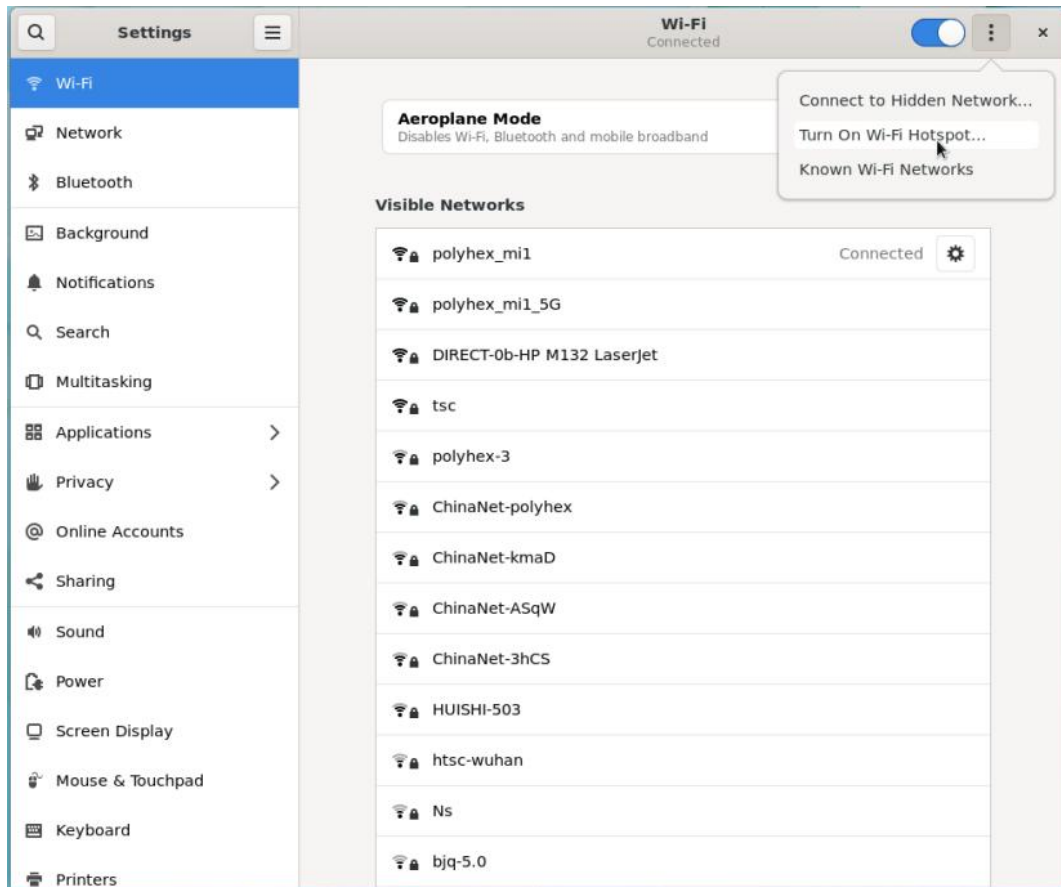 Settings
Wi-Fi
Connected
Wi-Fi
Network
Bluetooth
Background
Notifications
Search
Multitasking
Applications
Privacy
Online Accounts
Sharing
Sound
Power
Screen Display
Mouse & Touchpad
Keyboard
Printers
Connect to Hidden Network...
Turn On Wi-Fi Hotspot...
Known Wi-Fi Networks
Aeroplane Mode
Disables Wi-Fi, Bluetooth and mobile broadband
Visible Networks
polyhex_mi1 Connected
polyhex_mi1_5G
DIRECT-0b-HP M132 LaserJet
tsc
polyhex-3
ChinaNet-polyhex
ChinaNet-kmaD
ChinaNet-ASqW
ChinaNet-3hCS
HUISHI-503
htsc-wuhan
Ns
bjq-5.0